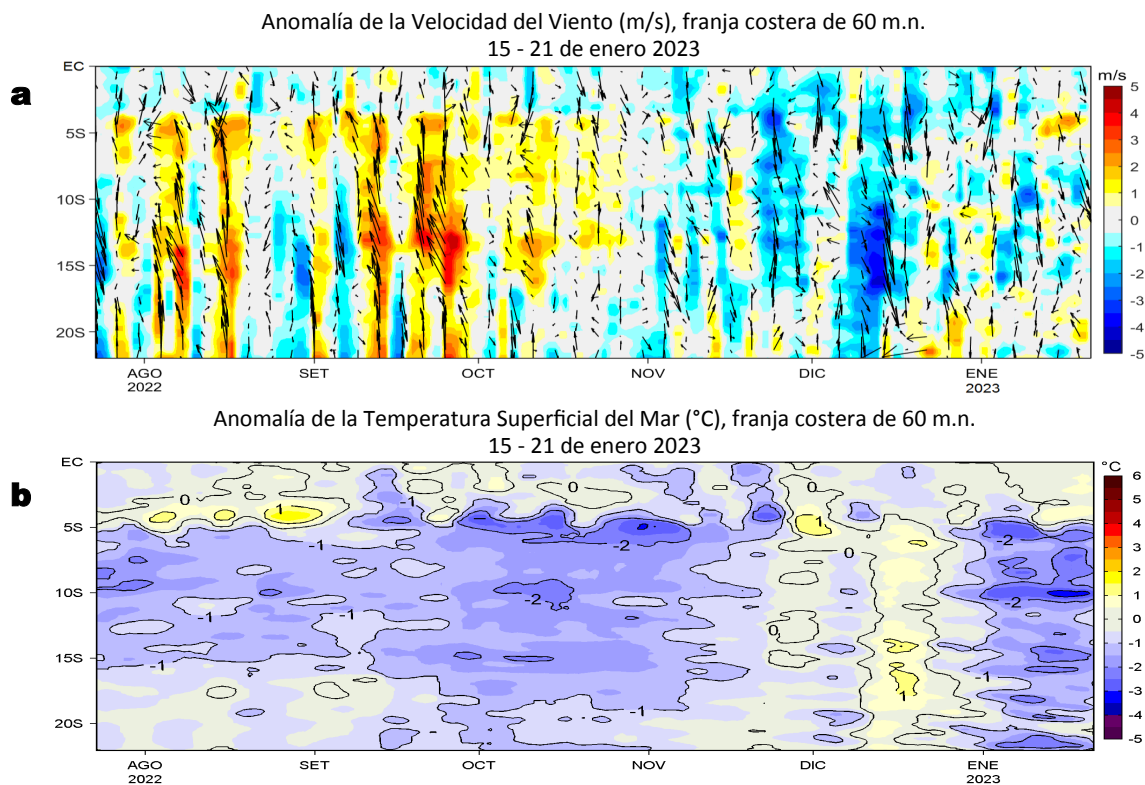 Anomalía de la Velocidad del Viento (m/s), franja costera de 60 m.n.
15 - 21 de enero 2023
a
EC
5S
10S
15S
20S
AGO
2022
SET
OCT
NOV
DIC
ENE
2023
m/s
5
4
3
2
1
1
-1
-2
-3
-4
-5
Anomalía de la Temperatura Superficial del Mar (°C), franja costera de 60 m.n.
15 - 21 de enero 2023
b
EC
5S
10S
15S
20S
0
1
-1
-1
-1
-1
-1
0
-2
-2
-1
0
1
0
0
1
-2
-2
-1
AGO
2022
SET
OCT
NOV
DIC
ENE
2023
°C
6
5
4
3
2
1
0
-1
-2
-3
-4
-5